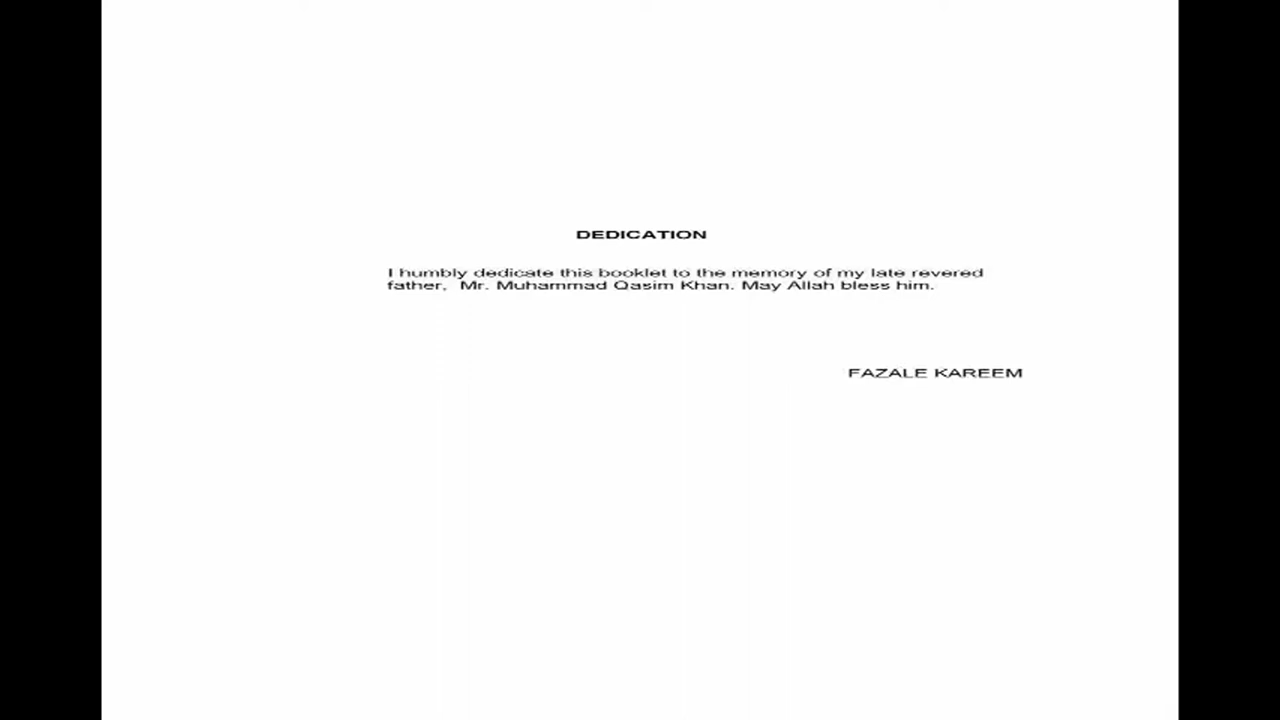 DEDICATION
I humbly dedicate this booklet to the memory of my late revered
father,  Mr. Muhammad Qasim Khan. May Allah bless him.
FAZALE KAREEM